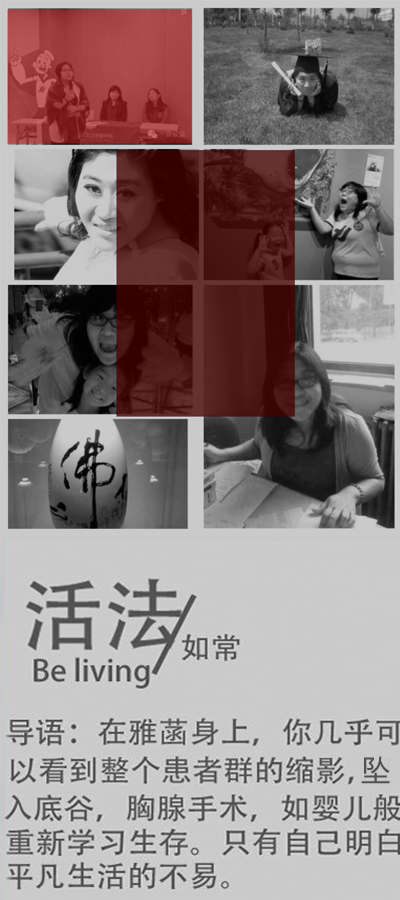 佛
活法/如常
Be living
导语：在雅菡身上，你几乎可
以看到整个患者群的缩影,坠
入底谷，胸腺手术，如婴儿般
重新学习生存。只有自己明白
平凡生活的不易。